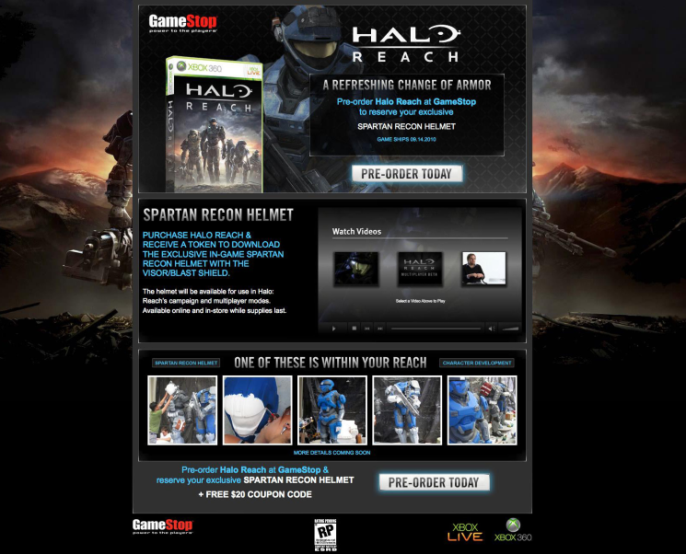 GameStop
power to the players
HALO
REACH
XBOX 360
LIVE
HALO
REACH
A REFRESHING CHANGE OF ARMOR
Pre-order Halo Reach at GameStop
to reserve your exclusive
SPARTAN RECON HELMET
GAME SHIPS 09.14.2010
PRE-ORDER TODAY
SPARTAN RECON HELMET
PURCHASE HALO REACH &
RECEIVE A TOKEN TO DOWNLOAD
THE EXCLUSIVE IN-GAME SPARTAN
RECON HELMET WITH THE
VISOR/BLAST SHIELD.
The helmet will be available for use in Halo:
Reach's campaign and multiplayer modes.
Available online and in-store while supplies last.
Watch Videos
HALO
REACH
MULTIPLAYER BETA
Select a Video Above to Play
SPARTAN RECON HELMET
ONE OF THESE IS WITHIN YOUR REACH
CHARACTER DEVELOPMENT
MORE DETAILS COMING SOON
Pre-order Halo Reach at GameStop &
reserve your exclusive SPARTAN RECON HELMET
+ FREE $20 COUPON CODE
PRE-ORDER TODAY
GameStop
power to the players
RATING PENDING
RP
ESRB
XBOX
LIVE
XBOX 360